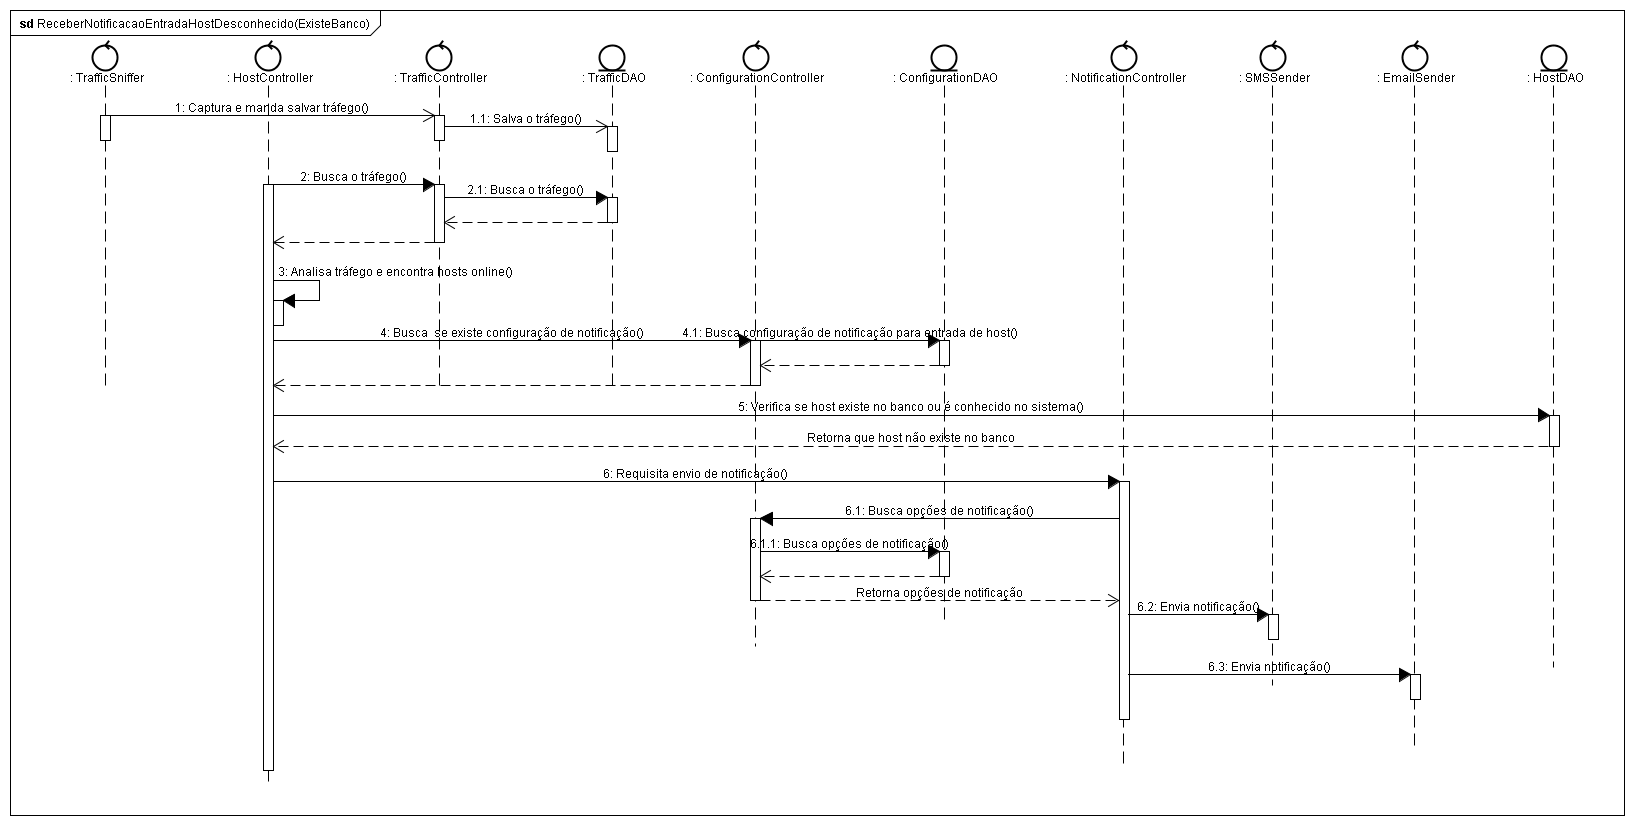 sd ReceberNotificacaoEntradaHostDesconhecido(ExisteBanco)
: TrafficSniffer
: HostController
: TrafficController
: TrafficDAO
: ConfigurationController
: ConfigurationDAO
: NotificationController
: SMSSender
: EmailSender
: HostDAO
1: Captura e manda salvar tráfego()
1.1: Salva o tráfego()
2: Busca o tráfego()
2.1: Busca o tráfego()
3: Analisa tráfego e encontra hosts online()
4: Busca  se existe configuração de notificação()
4.1: Busca configuração de notificação para entrada de host()
5: Verifica se host existe no banco ou é conhecido no sistema()
Retorna que host não existe no banco
6: Requisita envio de notificação()
6.1: Busca opções de notificação()
6.1.1: Busca opções de notificação()
Retorna opções de notificação
6.2: Envia notificação()
6.3: Envia notificação()